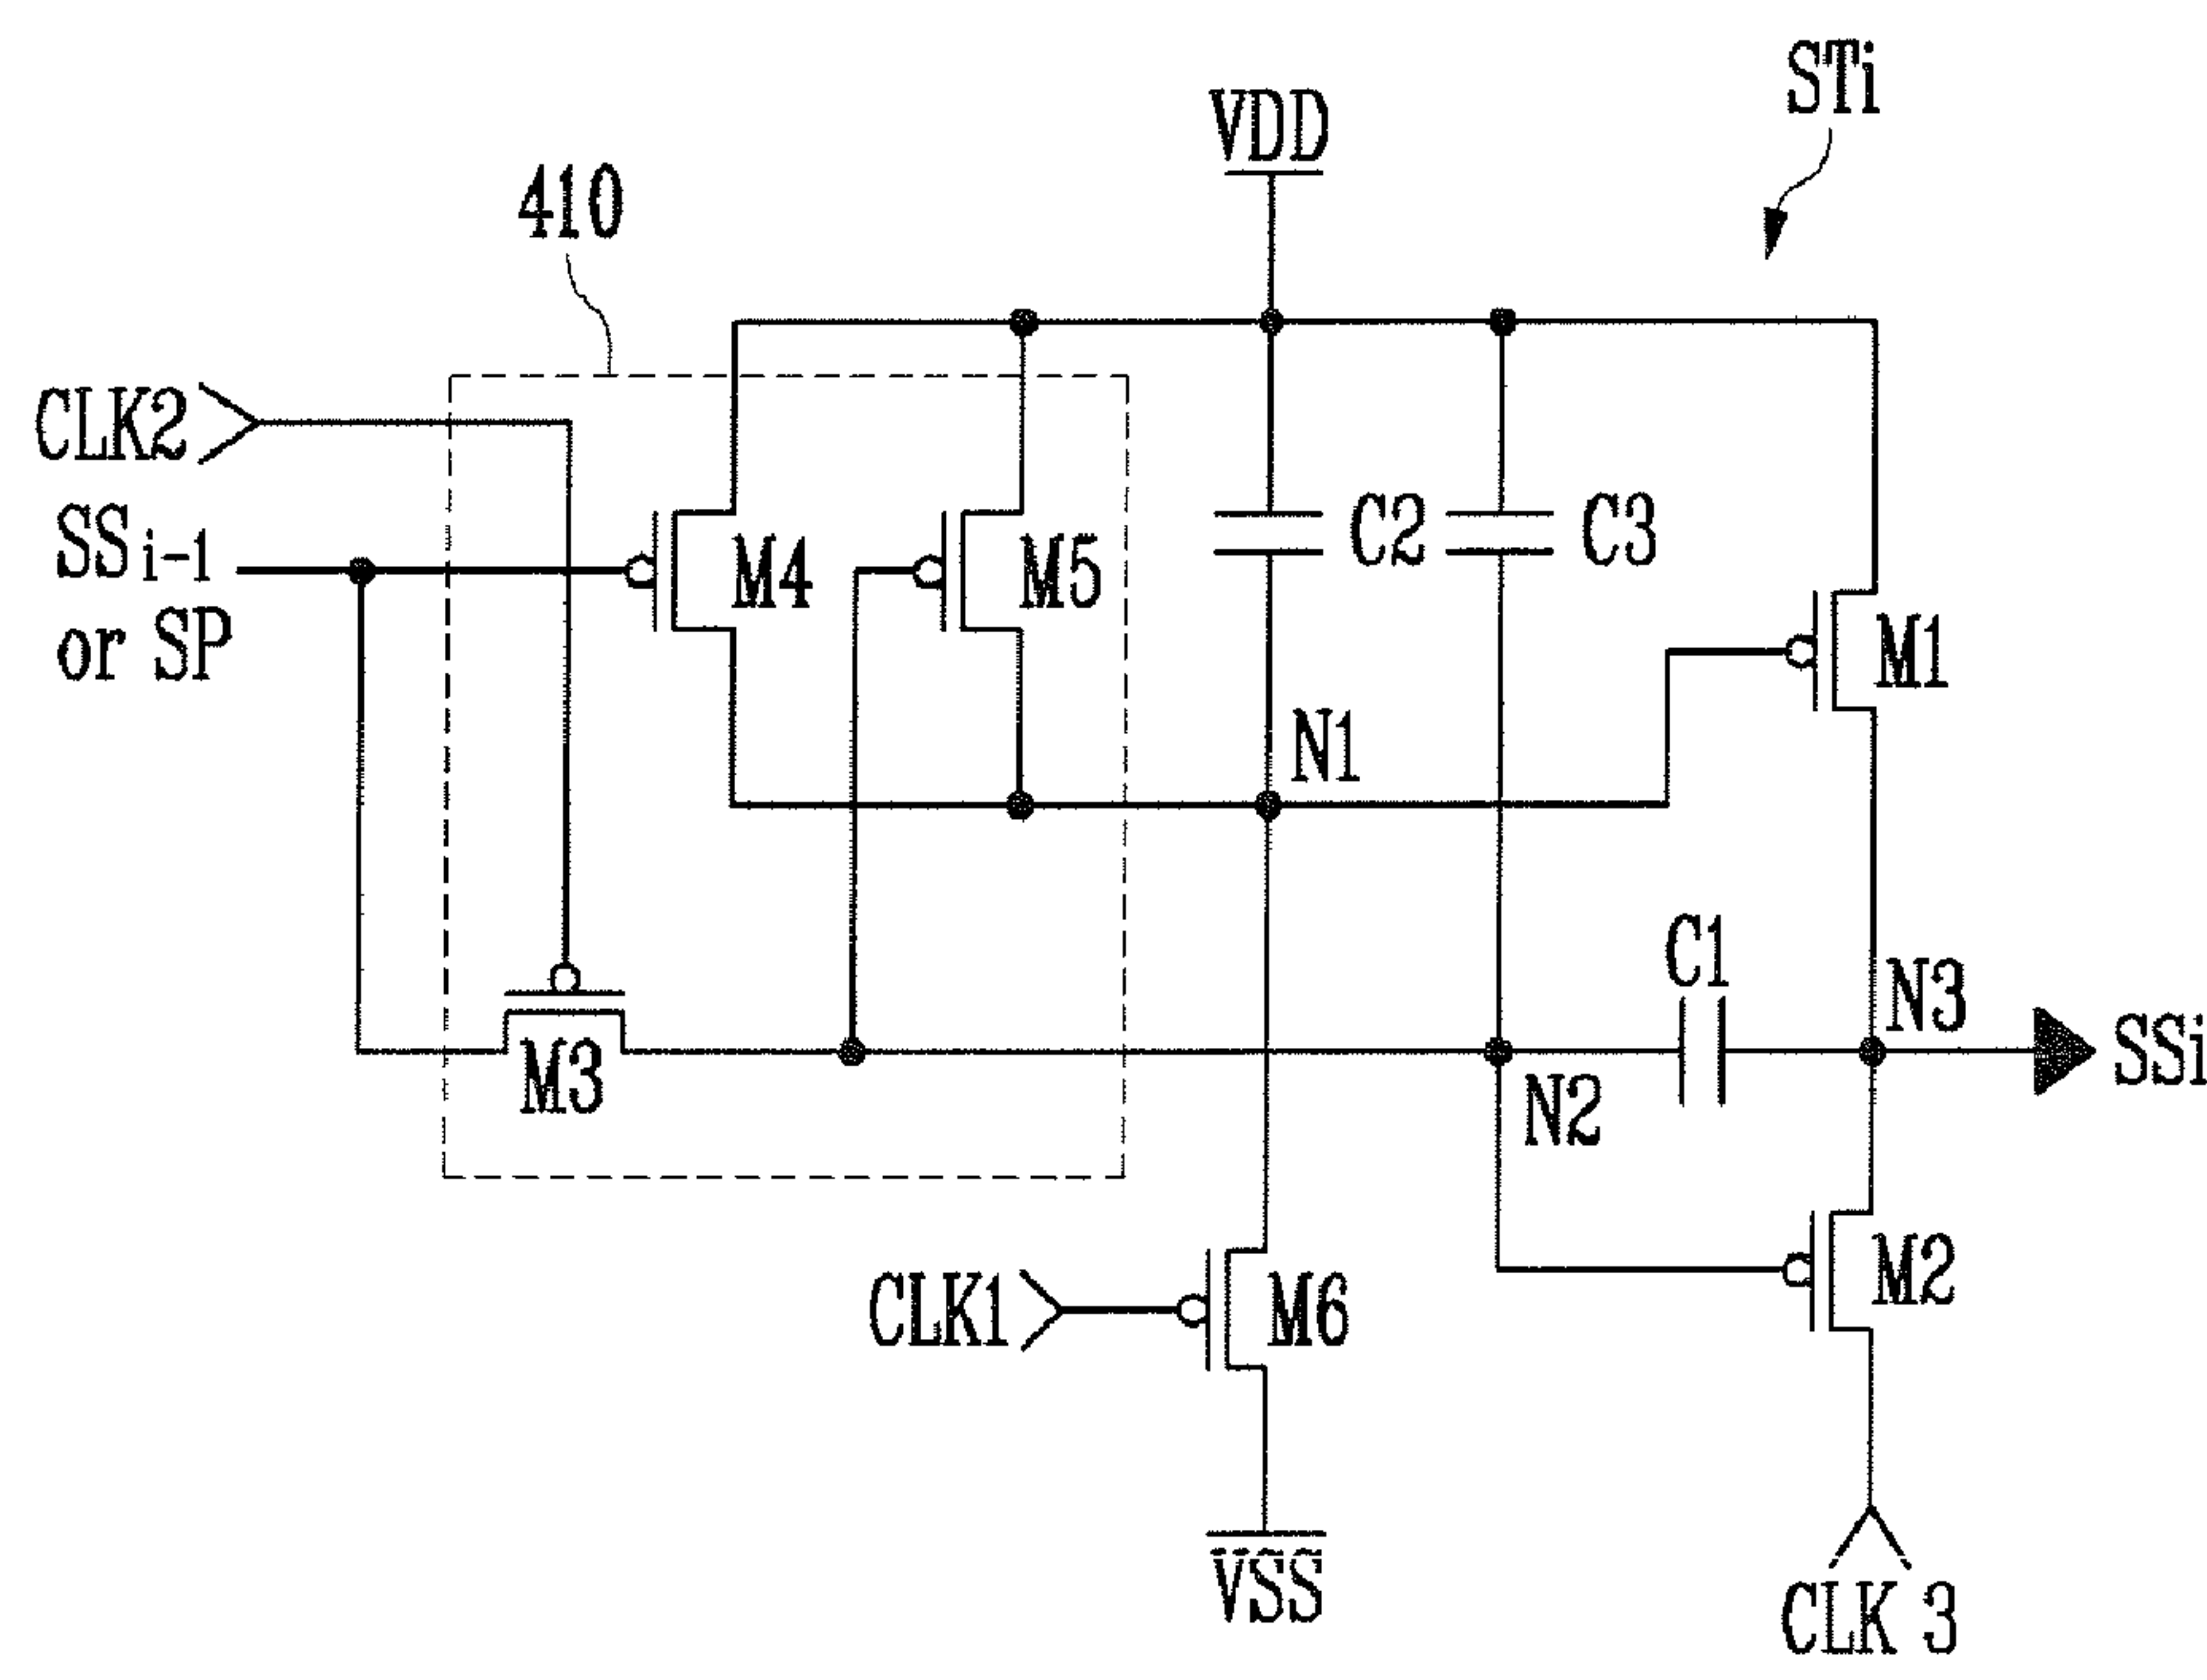 STi
VDD
410
CLK2
SSi-1
or SP
M4
M5
C2
C3
M1
N1
C1
N3
SSi
M3
N2
CLK1
M6
M2
VSS
CLK 3